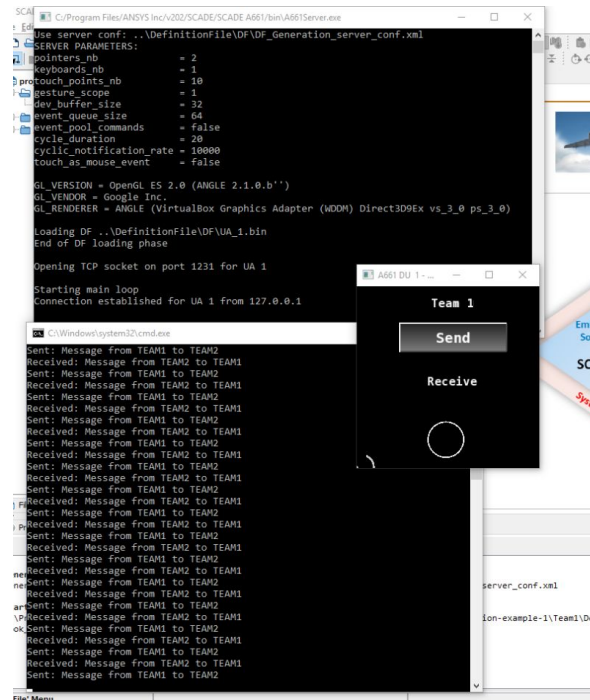 SCA
C:/Program Files/ANSYS Inc/v202/SCADE/SCADE A661/bin\A661Server.exe
Use server conf: ..\DefinitionFile\DF\DF_Generation_server_conf.xml
SERVER PARAMETERS:
pointers_nb = 2
keyboards_nb = 1
touch_points_nb = 10
gesture_scope = 1
dev_buffer_size = 32
event_queue_size = 64
event_pool_commands = false
cycle_duration = 20
cyclic_notification_rate = 10000
touch_as_mouse_event = false
GL_VERSION = OpenGL ES 2.0 (ANGLE 2.1.0.b'')
GL_VENDOR = Google Inc.
GL_RENDERER = ANGLE (VirtualBox Graphics Adapter (WDDM) Direct3D9Ex vs_3_0 ps_3_0)
Loading DF ..\DefinitionFile\DF\UA_1.bin
End of DF loading phase
Opening TCP socket on port 1231 for UA 1
Starting main loop
Connection established for UA 1 from 127.0.0.1
A661 DU 1 - ...
Team 1
Send
Receive
C:\Windows\system32\cmd.exe
Sent: Message from TEAM1 to TEAM2
Received: Message from TEAM2 to TEAM1
Sent: Message from TEAM1 to TEAM2
Received: Message from TEAM2 to TEAM1
Sent: Message from TEAM1 to TEAM2
Received: Message from TEAM2 to TEAM1
Sent: Message from TEAM1 to TEAM2
Received: Message from TEAM2 to TEAM1
Sent: Message from TEAM1 to TEAM2
Received: Message from TEAM2 to TEAM1
Sent: Message from TEAM1 to TEAM2
Received: Message from TEAM2 to TEAM1
Sent: Message from TEAM1 to TEAM2
Received: Message from TEAM2 to TEAM1
Sent: Message from TEAM1 to TEAM2
Received: Message from TEAM2 to TEAM1
Sent: Message from TEAM1 to TEAM2
Received: Message from TEAM2 to TEAM1
Sent: Message from TEAM1 to TEAM2
Received: Message from TEAM2 to TEAM1
Sent: Message from TEAM1 to TEAM2
Received: Message from TEAM2 to TEAM1
Sent: Message from TEAM1 to TEAM2
Received: Message from TEAM2 to TEAM1
Sent: Message from TEAM1 to TEAM2
Received: Message from TEAM2 to TEAM1
Sent: Message from TEAM1 to TEAM2
Received: Message from TEAM2 to TEAM1
Sent: Message from TEAM1 to TEAM2
Em
So
SC
Sys
server_conf.xml
ion-example-1\Team1\D
File' Menu